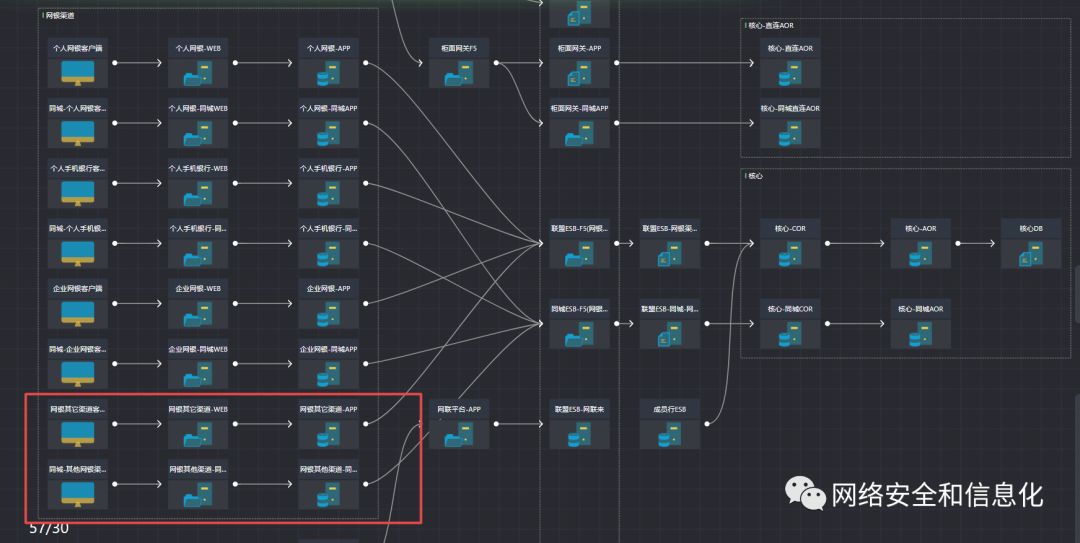 网银渠道
核心-直连AOR
个人网银客户端
个人网银-WEB
个人网银-APP
柜面网关F5
柜面网关-APP
核心-直连AOR
同城-个人网银客...
个人网银-同城WEB
个人网银-同城APP
柜面网关-同城APP
核心-同城直连AOR
个人手机银行客...
个人手机银行-WEB
个人手机银行-APP
核心
同城-个人手机银...
个人手机银行-同...
个人手机银行-同...
联盟ESB-F5(网银...
联盟ESB-网银渠...
核心-COR
核心-AOR
核心DB
企业网银客户端
企业网银-WEB
企业网银-APP
同城ESB-F5(网银...
联盟ESB-同城-网...
核心-同城COR
核心-同城AOR
同城-企业网银客...
企业网银-同城WEB
企业网银-同城APP
网银其它渠道客...
网银其它渠道-WEB
网银其它渠道-APP
网联平台-APP
联盟ESB-网联来
成员行ESB
同城-其他网银渠...
网银其他渠道-同...
网银其他渠道-同...
57/30
网络安全和信息化